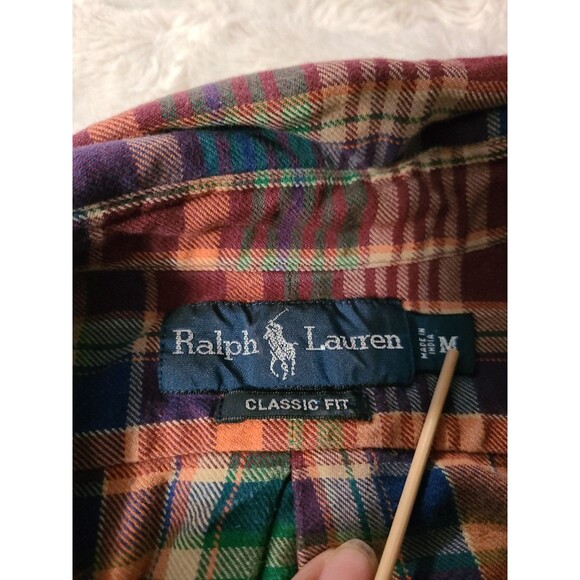 Ralph Lauren
MADE IN
INDIA
M
CLASSIC FIT